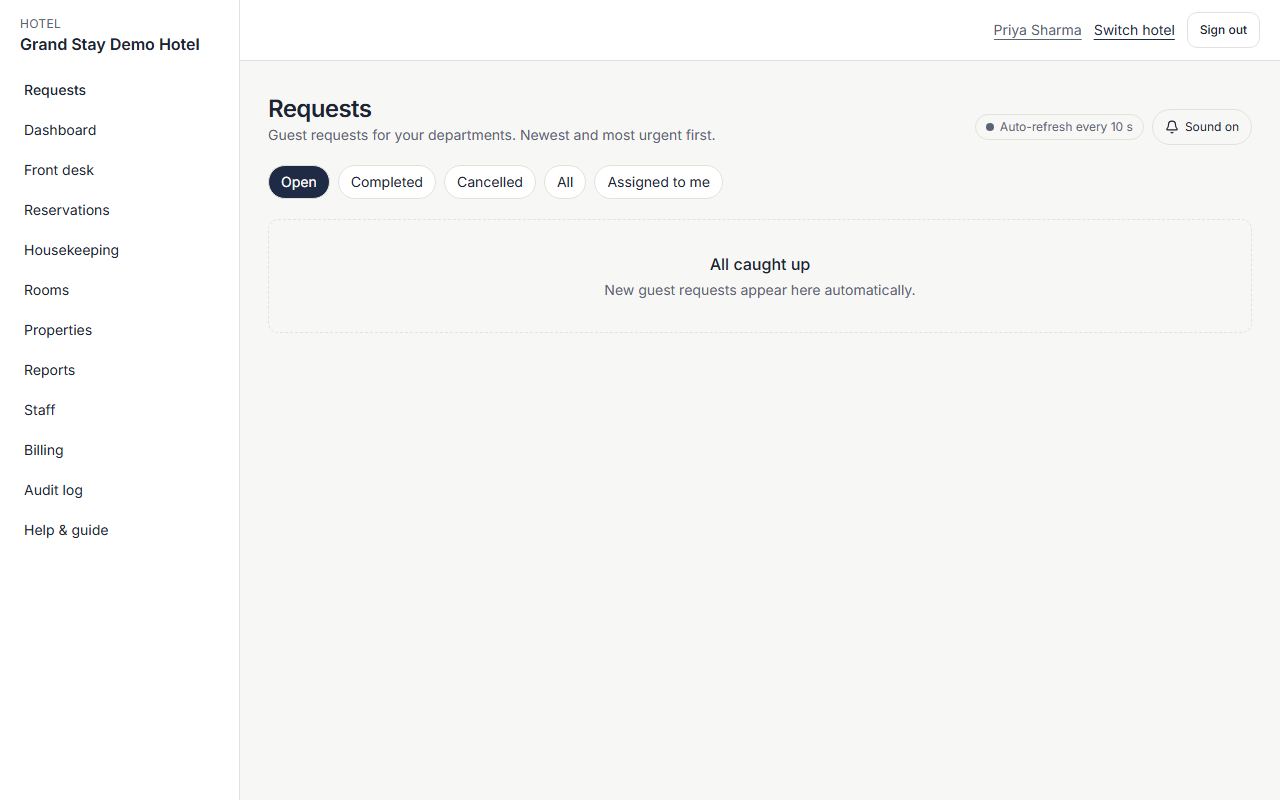 HOTEL
Grand Stay Demo Hotel
Requests
Dashboard
Front desk
Reservations
Housekeeping
Rooms
Properties
Reports
Staff
Billing
Audit log
Help & guide
Priya Sharma Switch hotel Sign out
Requests
Guest requests for your departments. Newest and most urgent first.
Auto-refresh every 10 s Sound on
Open Completed Cancelled All Assigned to me
All caught up
New guest requests appear here automatically.